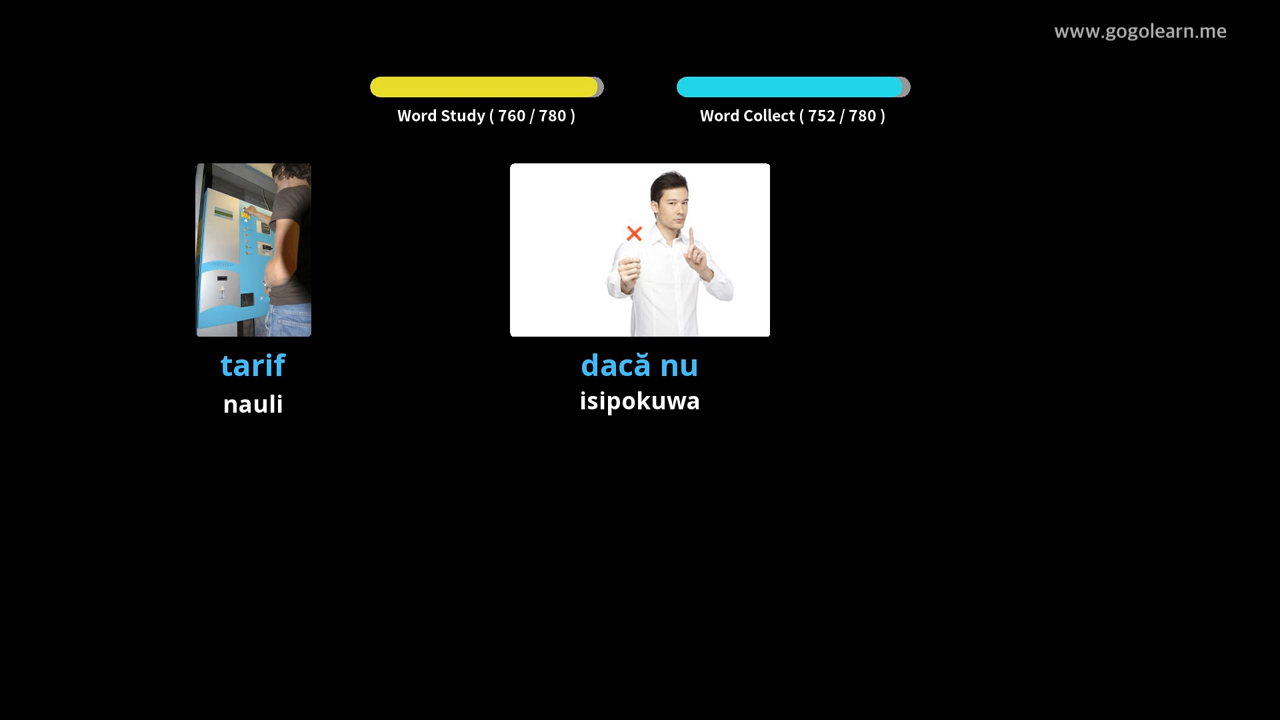 www.gogolearn.me
Word Study ( 760 / 780 )
Word Collect ( 752 / 780 )
tarif
nauli
dacă nu
isipokuwa